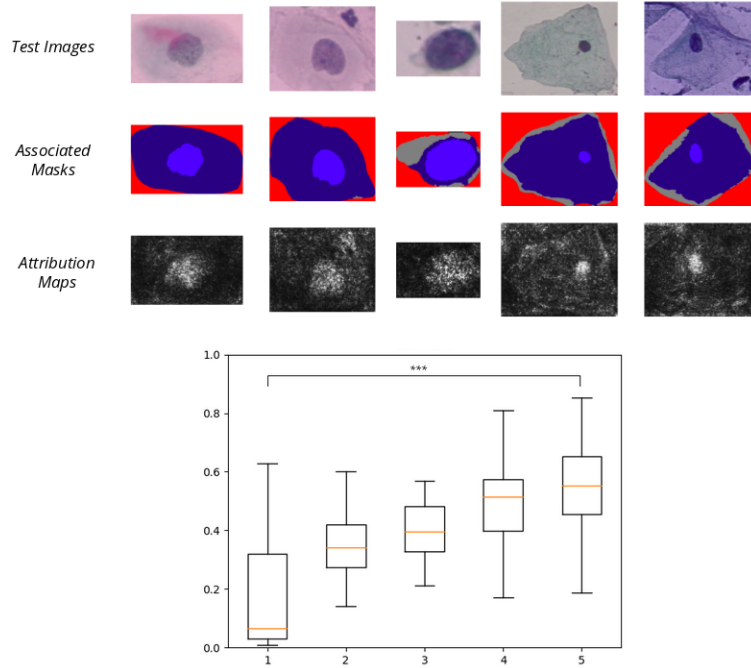 Test Images
Associated
Masks
Attribution
Maps
1.0
***
0.8
0.6
0.4
0.2
0.0
1 2 3 4 5